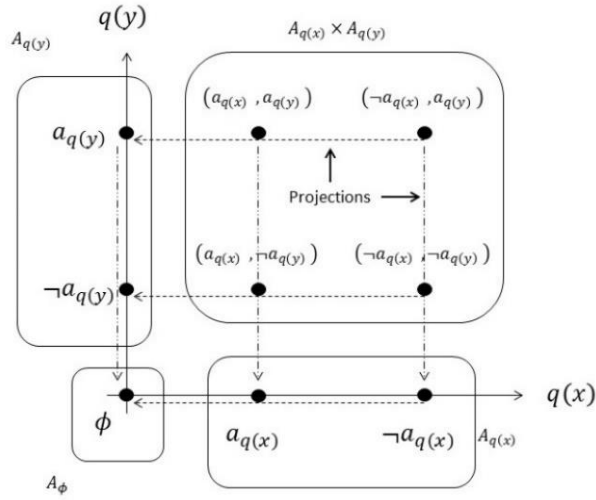 q(y)
A_{q(y)}
A_{q(x)} × A_{q(y)}
(a_{q(x)} , a_{q(y)})
(¬a_{q(x)} , a_{q(y)})
a_{q(y)}
Projections
(a_{q(x)} , ¬a_{q(y)})
(¬a_{q(x)} , ¬a_{q(y)})
¬a_{q(y)}
q(x)
ϕ
a_{q(x)}
¬a_{q(x)}
A_{q(x)}
A_ϕ